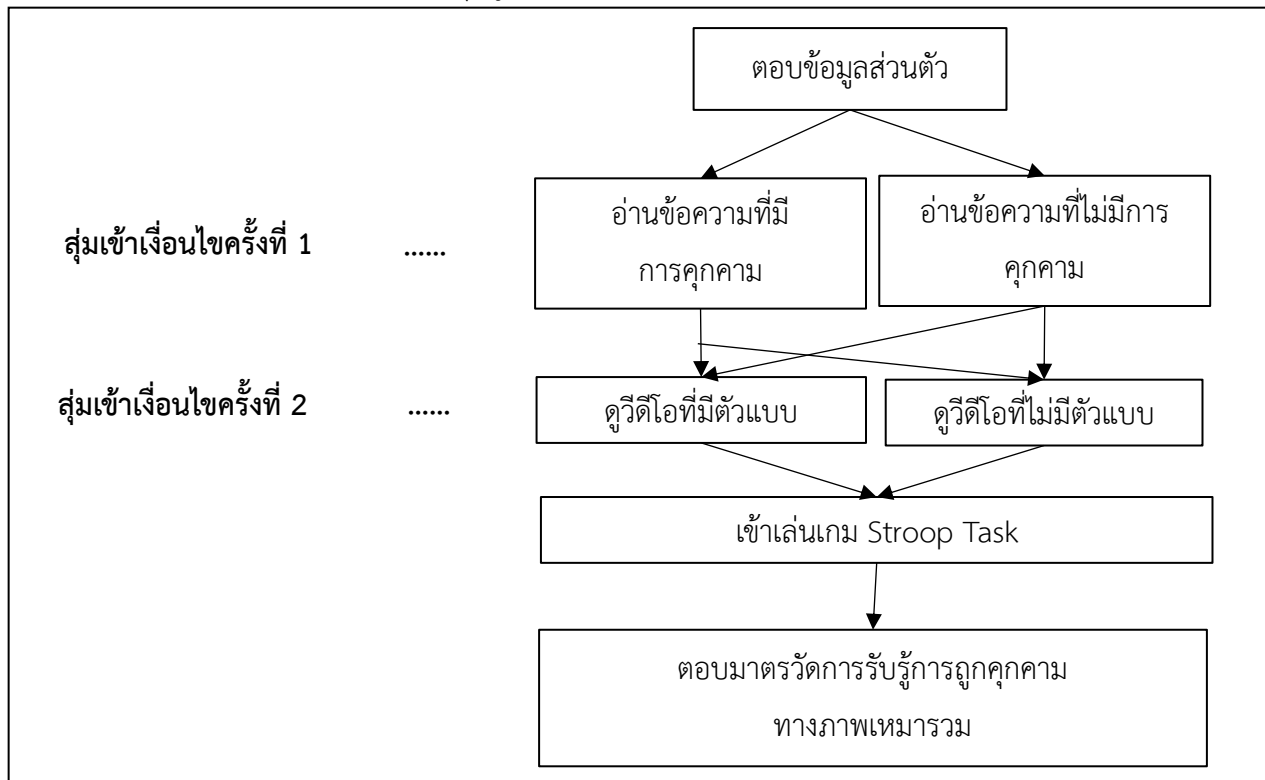 ตอบข้อมูลส่วนตัว
อ่านข้อความที่มี
การคุกคาม
อ่านข้อความที่ไม่มีการ
คุกคาม
สุ่มเข้าเงื่อนไขครั้งที่ 1 ......
สุ่มเข้าเงื่อนไขครั้งที่ 2 ......
ดูวีดีโอที่มีตัวแบบ
ดูวีดีโอที่ไม่มีตัวแบบ
เข้าเล่นเกม Stroop Task
ตอบมาตรวัดการรับรู้การถูกคุกคาม
ทางภาพเหมารวม